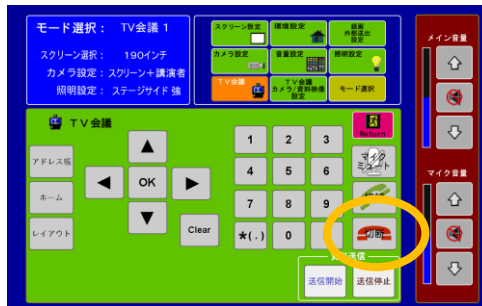 モード選択： TV会議 1
スクリーン選択： 190インチ
カメラ設定：スクリーン＋講演者
照明設定： ステージサイド 強
スクリーン設定
環境設定
録画
外部送出
設定
カメラ設定
音量設定
照明設定
TV会議
TV会議
カメラ/資料映像
設定
モード選択
メイン音量
マイク音量
TV会議
Return
アドレス帳
ホーム
レイアウト
OK
Clear
1 2 3
4 5 6
7 8 9
*(.) 0
マイク
ミュート
切断
送信
送信開始 送信停止